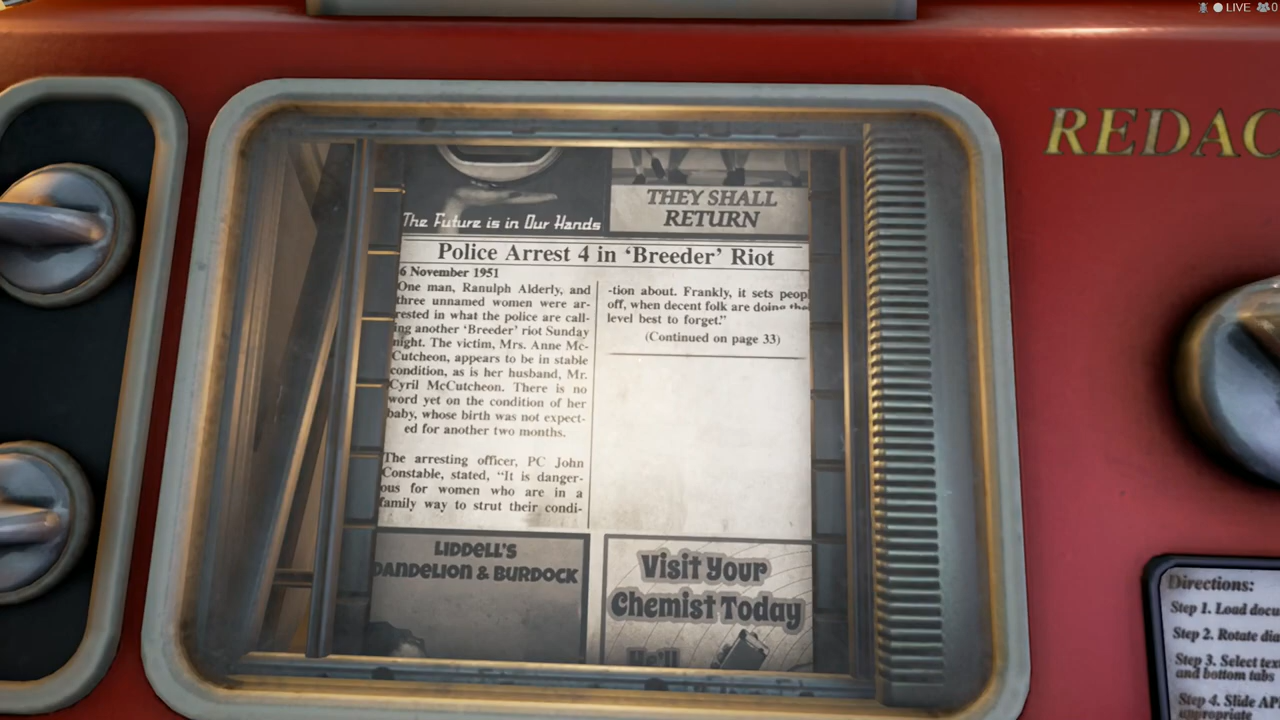 LIVE 0
REDAC
The Future is in Our Hands
THEY SHALL
RETURN
Police Arrest 4 in ‘Breeder’ Riot
6 November 1951
One man, Ranulph Alderly, and
three unnamed women were ar-
rested in what the police are call-
ing another ‘Breeder’ riot Sunday
night. The victim, Mrs. Anne Mc-
Cutcheon, appears to be in stable
condition, as is her husband, Mr.
Cyril McCutcheon. There is no
word yet on the condition of her
baby, whose birth was not expect-
ed for another two months.
The arresting officer, PC John
Constable, stated, “It is danger-
ous for women who are in a
family way to strut their condi-
-tion about. Frankly, it sets peopl
off, when decent folk are doing the
level best to forget.”
(Continued on page 33)
LIDDELL'S
DANDELION & BURDOCK
Visit Your
Chemist Today
He'll
Directions:
Step 1. Load docu
Step 2. Rotate dia
Step 3. Select tex
and bottom tabs
Step 4. Slide AP
appropriate